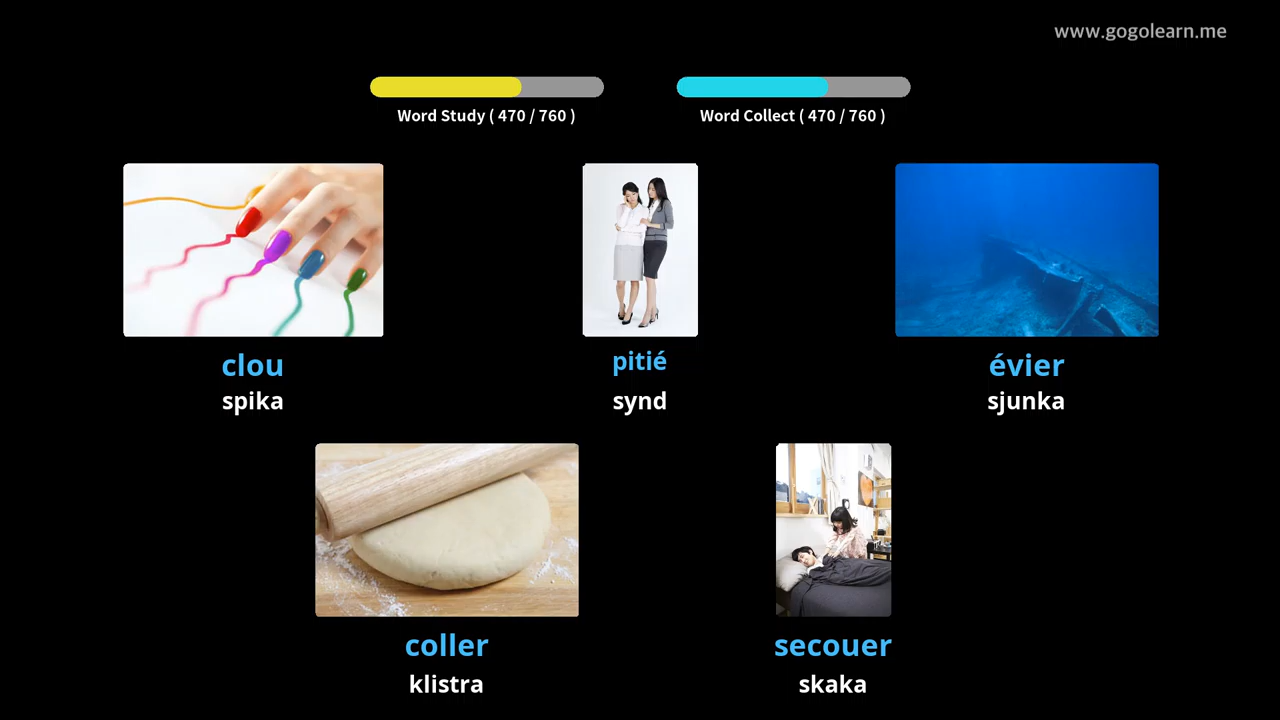 www.gogolearn.me
Word Study ( 470 / 760 )
Word Collect ( 470 / 760 )
clou
spika
pitié
synd
évier
sjunka
coller
klistra
secouer
skaka